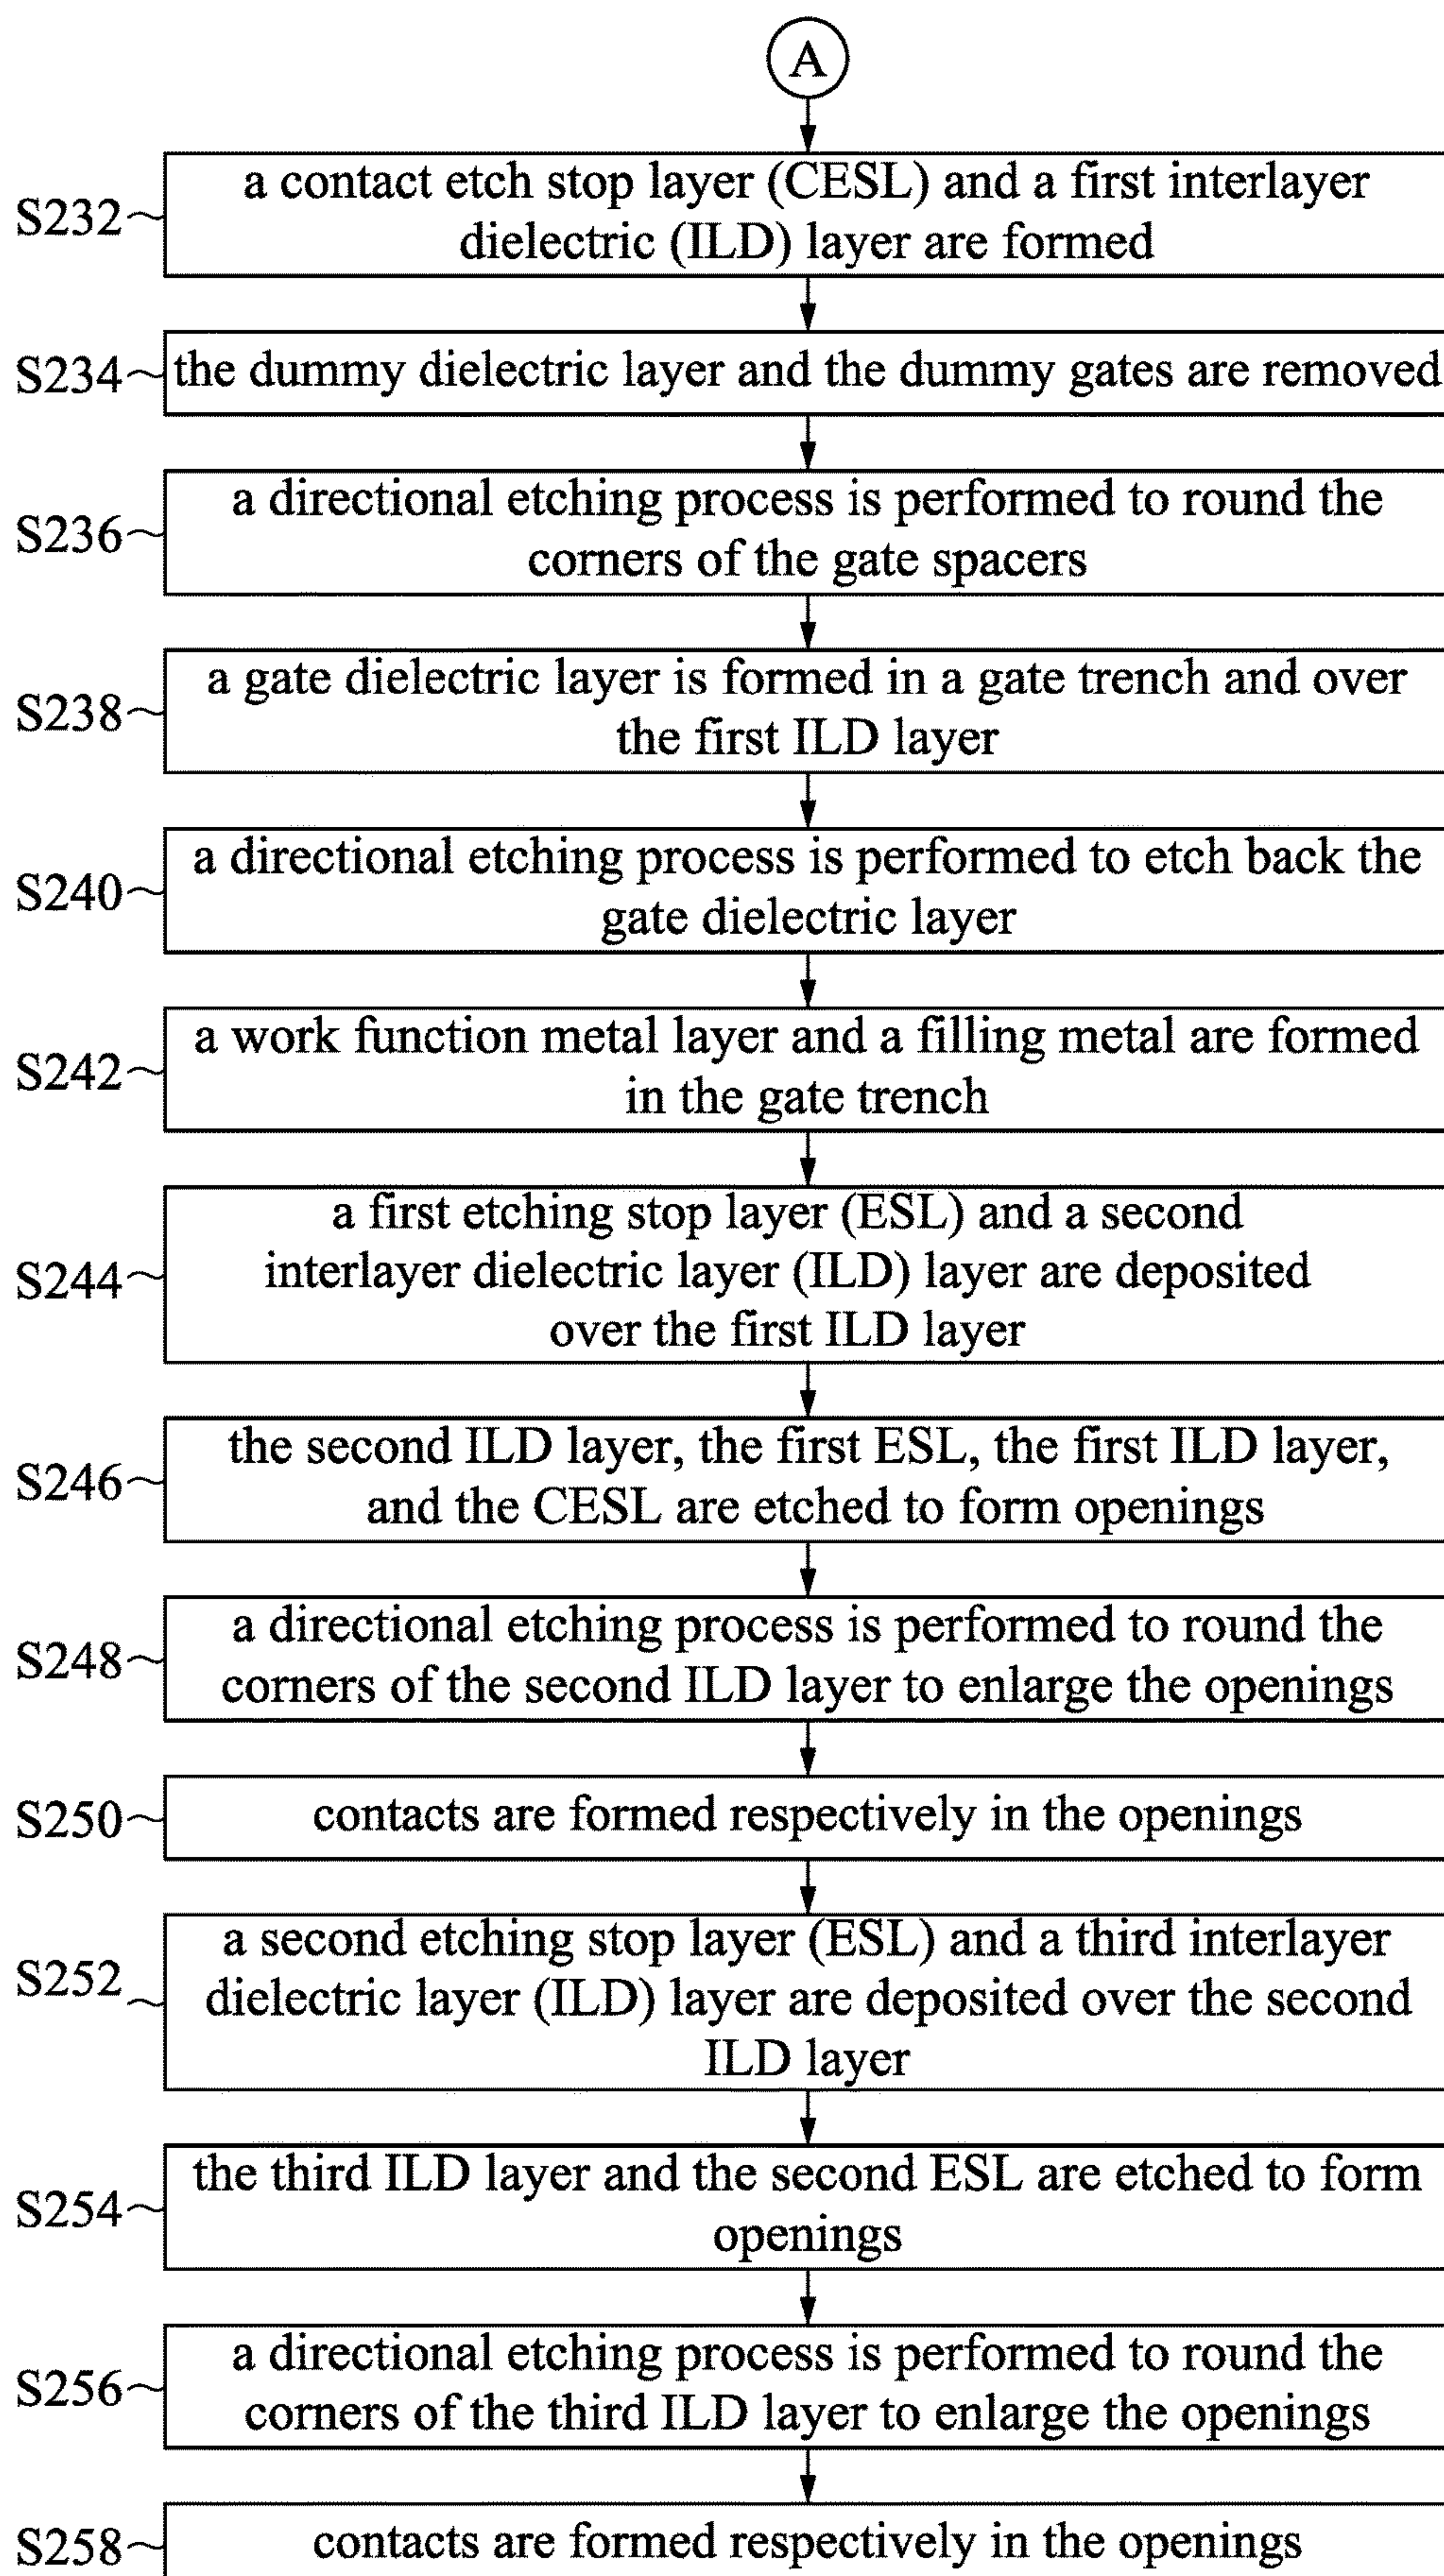 A
S232
a contact etch stop layer (CESL) and a first interlayer
dielectric (ILD) layer are formed
S234
the dummy dielectric layer and the dummy gates are removed
S236
a directional etching process is performed to round the
corners of the gate spacers
S238
a gate dielectric layer is formed in a gate trench and over
the first ILD layer
S240
a directional etching process is performed to etch back the
gate dielectric layer
S242
a work function metal layer and a filling metal are formed
in the gate trench
S244
a first etching stop layer (ESL) and a second
interlayer dielectric layer (ILD) layer are deposited
over the first ILD layer
S246
the second ILD layer, the first ESL, the first ILD layer,
and the CESL are etched to form openings
S248
a directional etching process is performed to round the
corners of the second ILD layer to enlarge the openings
S250
contacts are formed respectively in the openings
S252
a second etching stop layer (ESL) and a third interlayer
dielectric layer (ILD) layer are deposited over the second
ILD layer
S254
the third ILD layer and the second ESL are etched to form
openings
S256
a directional etching process is performed to round the
corners of the third ILD layer to enlarge the openings
S258
contacts are formed respectively in the openings